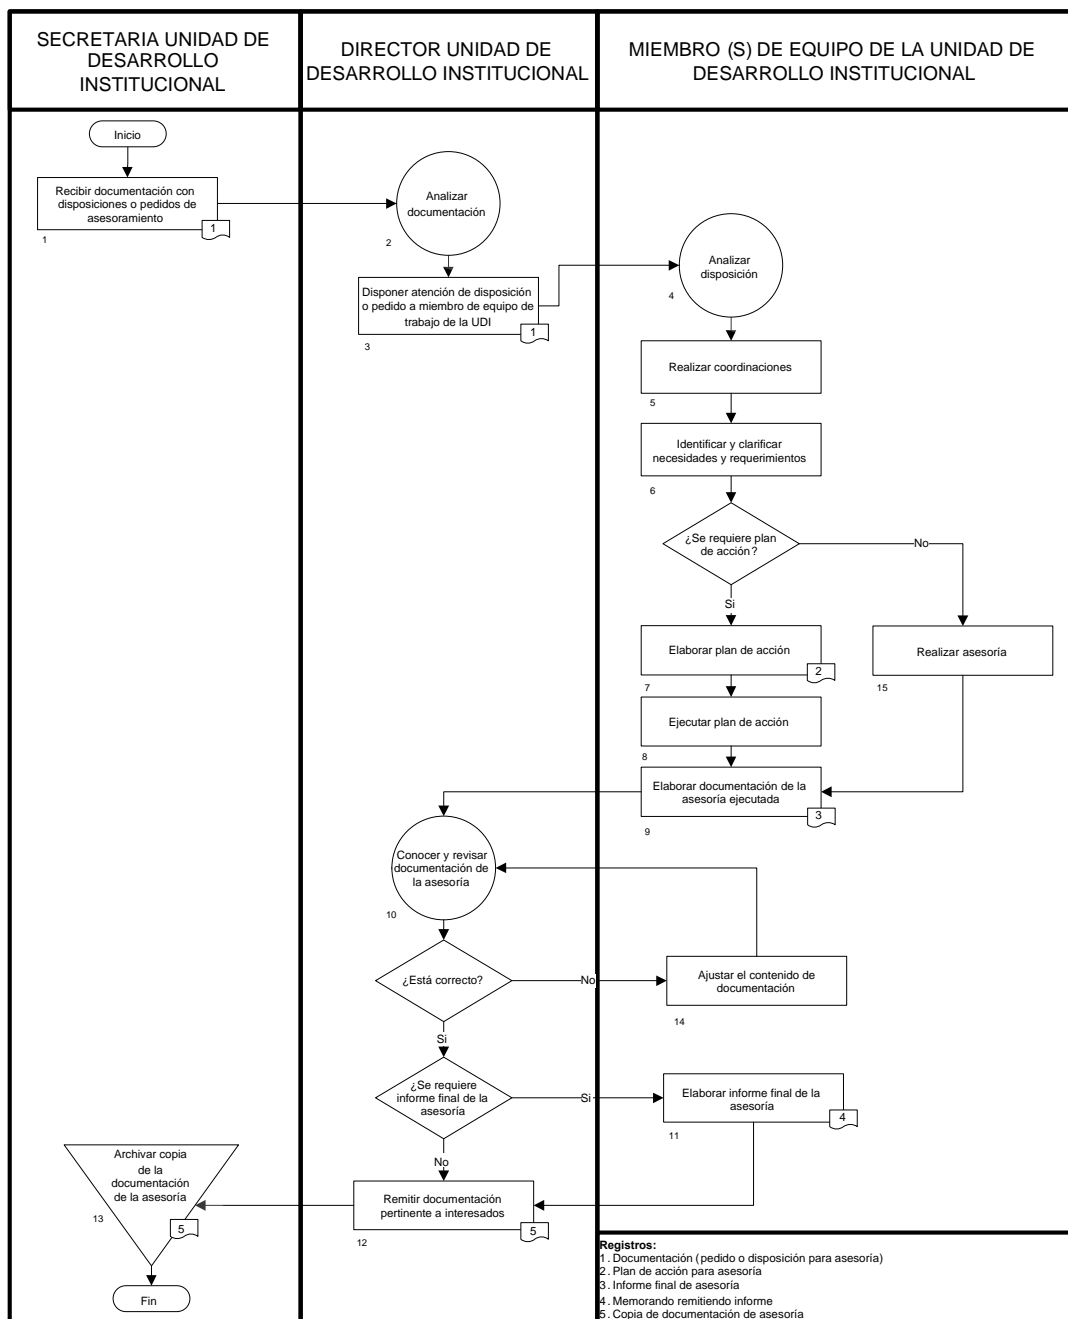 SECRETARIA UNIDAD DE
DESARROLLO
INSTITUCIONAL
DIRECTOR UNIDAD DE
DESARROLLO INSTITUCIONAL
MIEMBRO (S) DE EQUIPO DE LA UNIDAD DE
DESARROLLO INSTITUCIONAL
Inicio
Recibir documentación con
disposiciones o pedidos de
asesoramiento
1
1
Analizar
documentación
2
Disponer atención de disposición
o pedido a miembro de equipo de
trabajo de la UDI
1
3
Analizar
disposición
4
Realizar coordinaciones
5
Identificar y clarificar
necesidades y requerimientos
6
¿Se requiere plan
de acción?
No
Si
Elaborar plan de acción
2
7
Realizar asesoría
15
Ejecutar plan de acción
8
Elaborar documentación de la
asesoría ejecutada
3
9
Conocer y revisar
documentación de
la asesoría
10
¿Está correcto?
No
Ajustar el contenido de
documentación
14
Si
¿Se requiere
informe final de la
asesoría
Si
Elaborar informe final de la
asesoría
4
11
No
Remitir documentación
pertinente a interesados
5
12
Archivar copia
de la
documentación
de la asesoría
5
13
Fin
Registros:
1. Documentación (pedido o disposición para asesoría)
2. Plan de acción para asesoría
3. Informe final de asesoría
4. Memorando remitiendo informe
5. Copia de documentación de asesoría